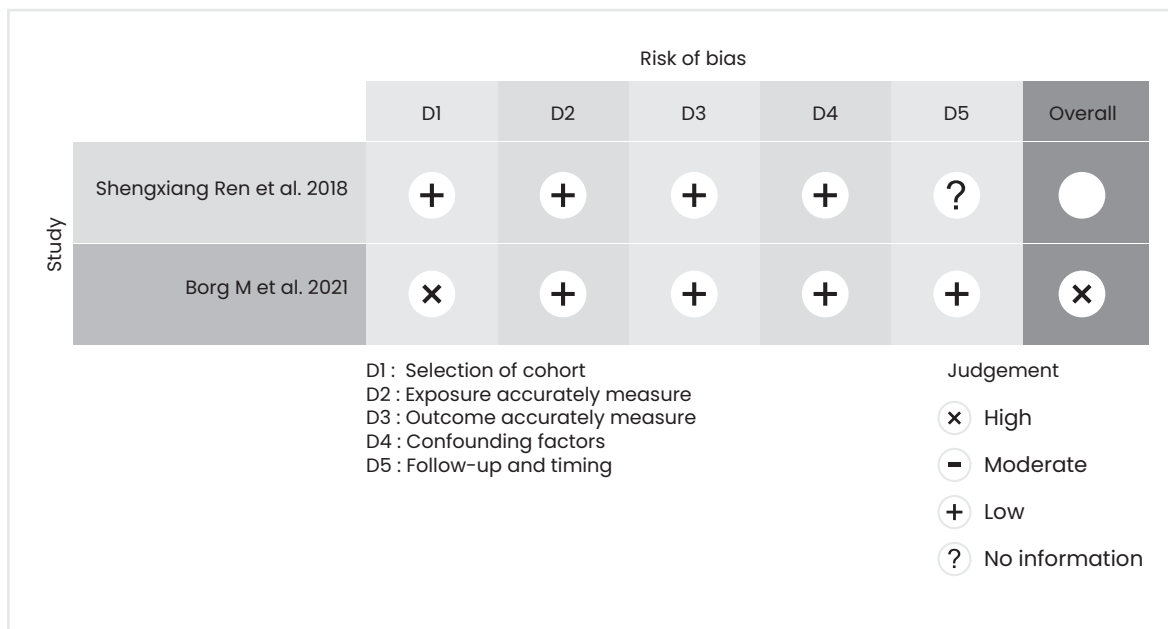 Risk of bias
D1 D2 D3 D4 D5 Overall
Study
Shengxiang Ren et al. 2018 + + + + ?
Borg M et al. 2021 × + + + + ×
D1 : Selection of cohort
D2 : Exposure accurately measure
D3 : Outcome accurately measure
D4 : Confounding factors
D5 : Follow-up and timing
Judgement
× High
- Moderate
+ Low
? No information